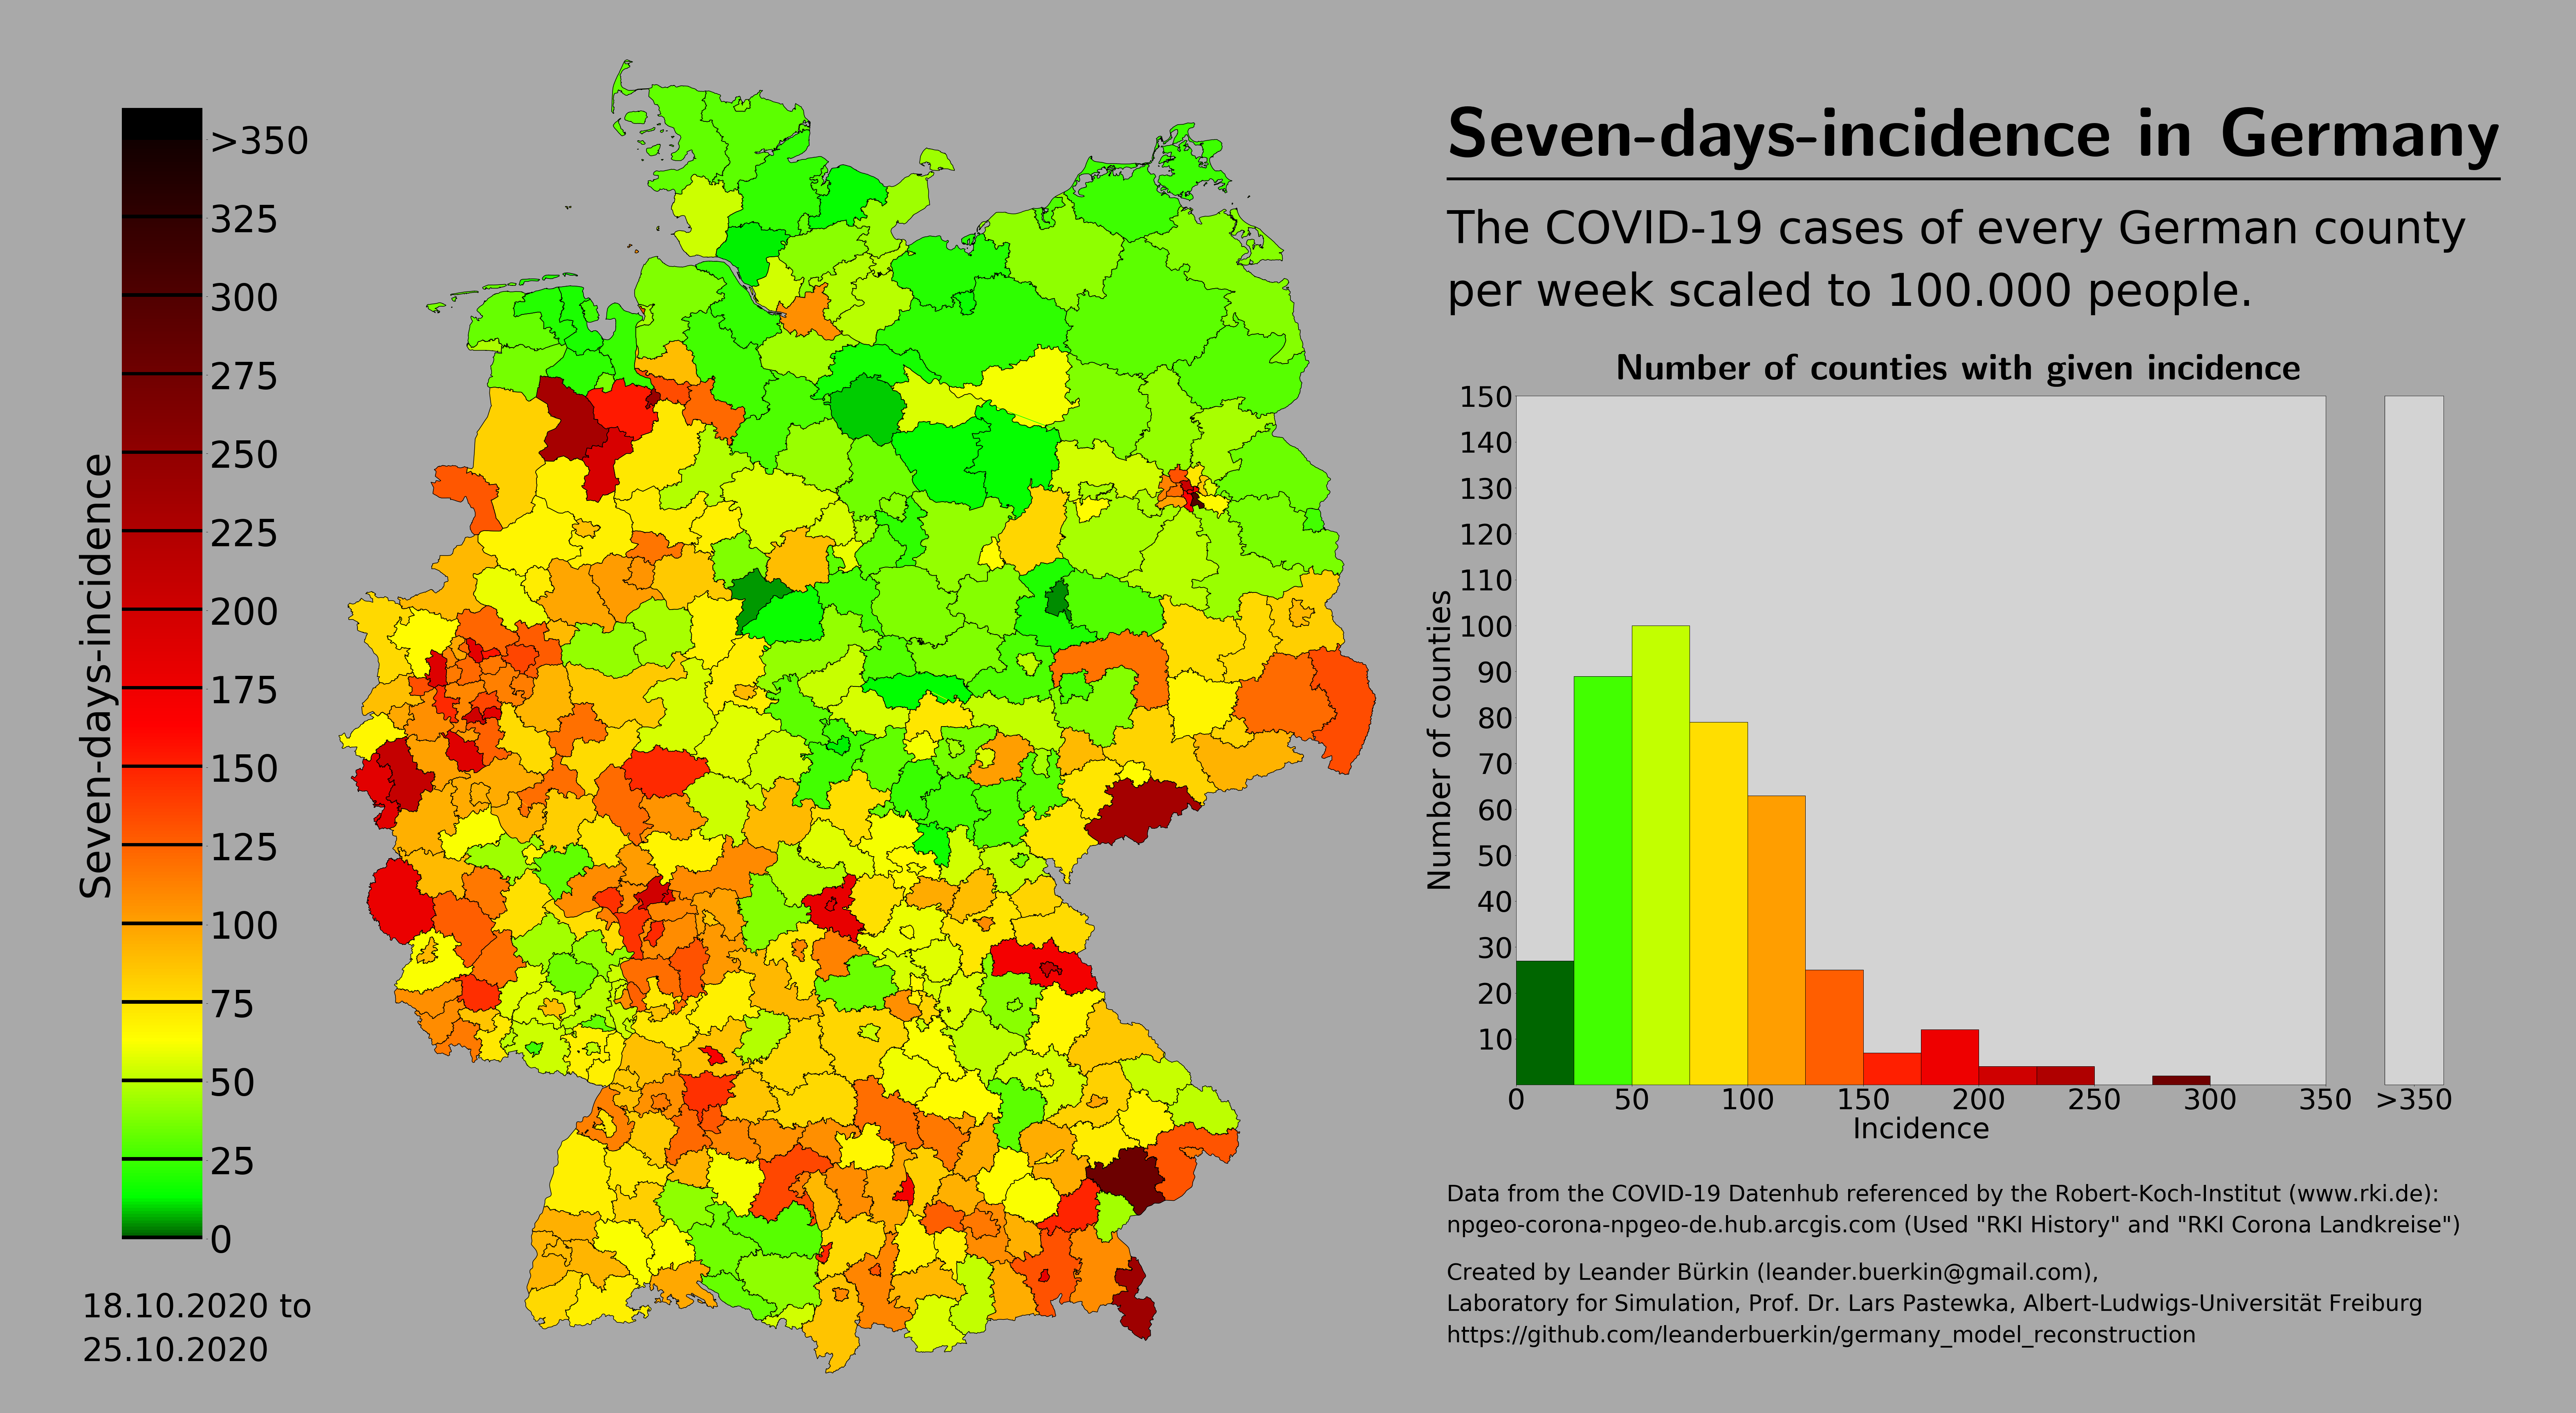 Seven-days-incidence in Germany
The COVID-19 cases of every German county
per week scaled to 100.000 people.
Seven-days-incidence
>350
325
300
275
250
225
200
175
150
125
100
75
50
25
0
18.10.2020 to
25.10.2020
Number of counties with given incidence
Number of counties
150
140
130
120
110
100
90
80
70
60
50
40
30
20
10
0 50 100 150 200 250 300 350 >350
Incidence
Data from the COVID-19 Datenhub referenced by the Robert-Koch-Institut (www.rki.de):
npgeo-corona-npgeo-de.hub.arcgis.com (Used "RKI History" and "RKI Corona Landkreise")
Created by Leander Bürkin (leander.buerkin@gmail.com),
Laboratory for Simulation, Prof. Dr. Lars Pastewka, Albert-Ludwigs-Universität Freiburg
https://github.com/leanderbuerkin/germany_model_reconstruction